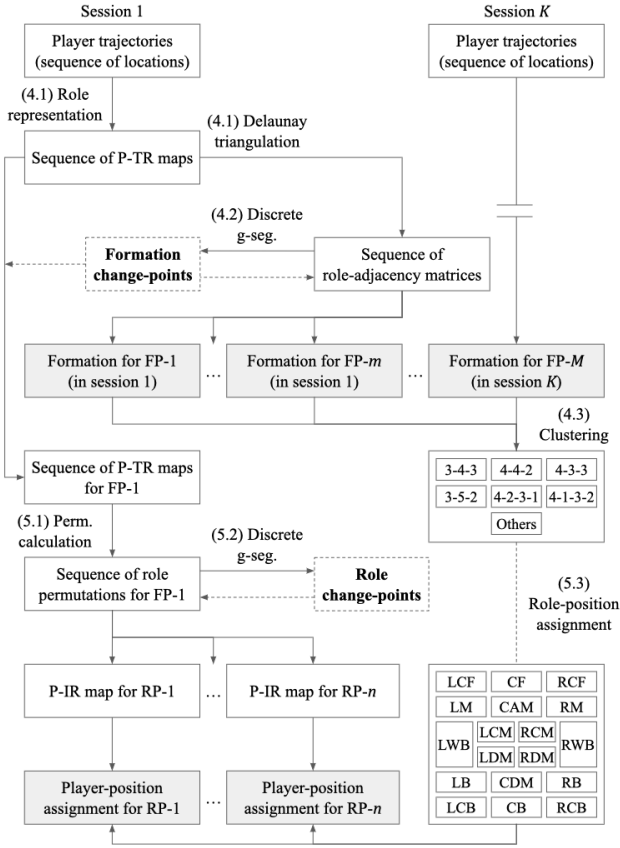 Session 1
Session K
Player trajectories
(sequence of locations)
Player trajectories
(sequence of locations)
(4.1) Role
representation
(4.1) Delaunay
triangulation
Sequence of P-TR maps
(4.2) Discrete
g-seg.
Formation
change-points
Sequence of
role-adjacency matrices
Formation for FP-1
(in session 1)
...
Formation for FP-m
(in session 1)
...
Formation for FP-M
(in session K)
(4.3)
Clustering
Sequence of P-TR maps
for FP-1
3-4-3
4-4-2
4-3-3
3-5-2
4-2-3-1
4-1-3-2
Others
(5.1) Perm.
calculation
(5.2) Discrete
g-seg.
Sequence of role
permutations for FP-1
Role
change-points
(5.3)
Role-position
assignment
P-IR map for RP-1
...
P-IR map for RP-n
LCF
CF
RCF
LM
CAM
RM
LWB
LCM
RCM
RWB
LDM
RDM
LB
CDM
RB
LCB
CB
RCB
Player-position
assignment for RP-1
...
Player-position
assignment for RP-n